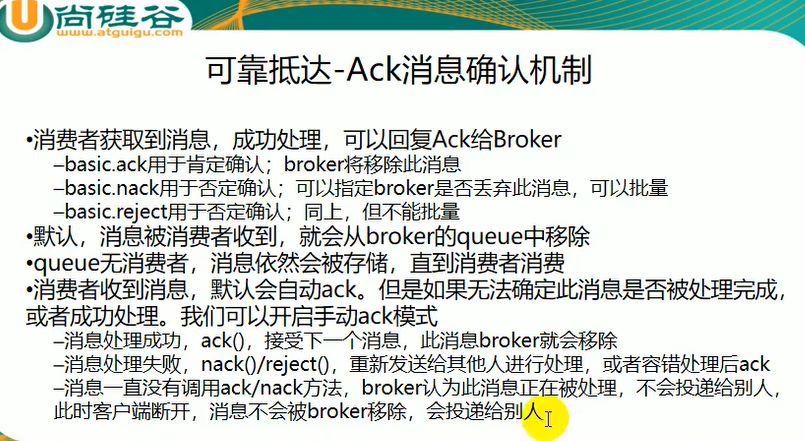 尚硅谷
www.atguigu.com
可靠抵达-Ack消息确认机制
•消费者获取到消息，成功处理，可以回复Ack给Broker
–basic.ack用于肯定确认；broker将移除此消息
–basic.nack用于否定确认；可以指定broker是否丢弃此消息，可以批量
–basic.reject用于否定确认；同上，但不能批量
•默认，消息被消费者收到，就会从broker的queue中移除
•queue无消费者，消息依然会被存储，直到消费者消费
•消费者收到消息，默认会自动ack。但是如果无法确定此消息是否被处理完成，
或者成功处理。我们可以开启手动ack模式
–消息处理成功，ack()，接受下一个消息，此消息broker就会移除
–消息处理失败，nack()/reject()，重新发送给其他人进行处理，或者容错处理后ack
–消息一直没有调用ack/nack方法，broker认为此消息正在被处理，不会投递给别人，
此时客户端断开，消息不会被broker移除，会投递给别人